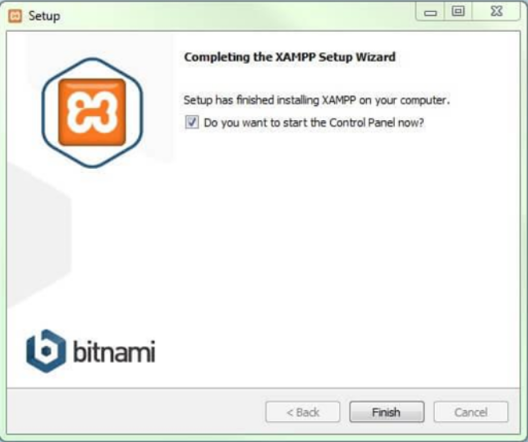 Setup
Completing the XAMPP Setup Wizard
Setup has finished installing XAMPP on your computer.
Do you want to start the Control Panel now?
bitnami
< Back
Finish
Cancel